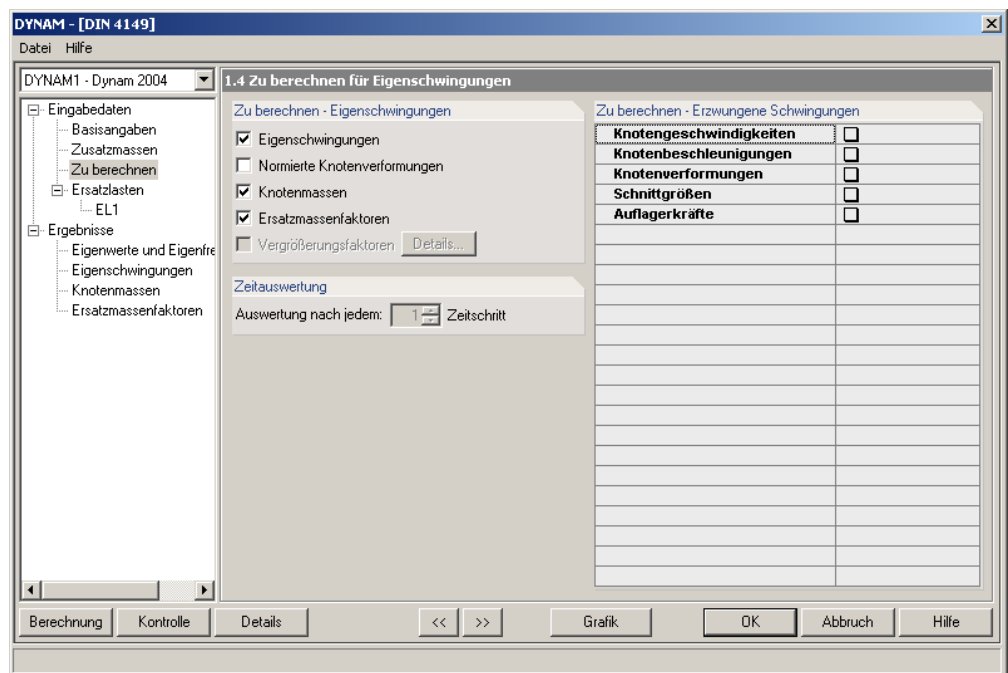 DYNAM - [DIN 4149]
Datei Hilfe
DYNAM1 - Dynam 2004
Eingabedaten
Basisangaben
Zusatzmassen
Zu berechnen
Ersatzlasten
EL1
Ergebnisse
Eigenwerte und Eigenfre
Eigenschwingungen
Knotenmassen
Ersatzmassenfaktoren
1.4 Zu berechnen für Eigenschwingungen
Zu berechnen - Eigenschwingungen
Eigenschwingungen
Normierte Knotenverformungen
Knotenmassen
Ersatzmassenfaktoren
Vergrößerungsfaktoren Details...
Zeitauswertung
Auswertung nach jedem: 1 Zeitschritt
Zu berechnen - Erzwungene Schwingungen
Knotengeschwindigkeiten
Knotenbeschleunigungen
Knotenverformungen
Schnittgrößen
Auflagerkräfte
Berechnung Kontrolle Details << >> Grafik OK Abbruch Hilfe